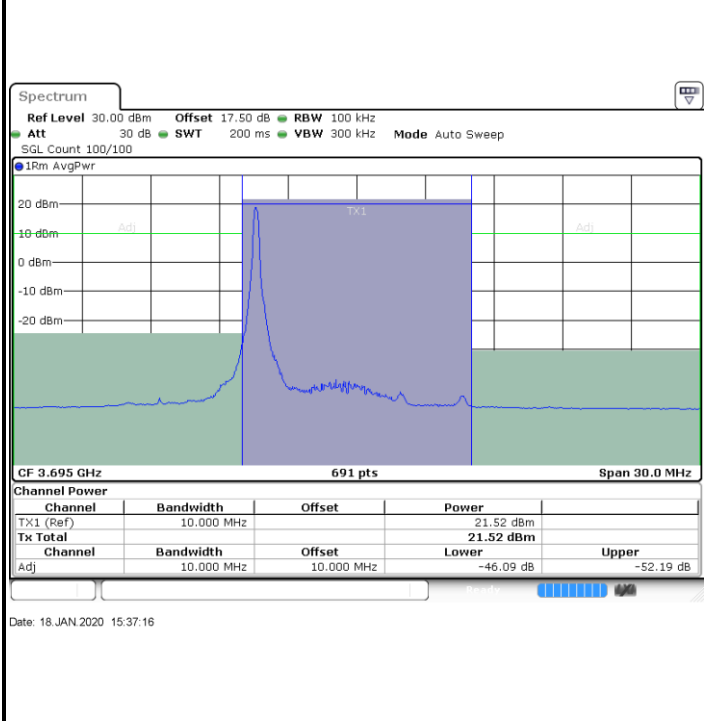 Spectrum
Ref Level 30.00 dBm Offset 17.50 dB RBW 100 kHz
Att 30 dB SWT 200 ms VBW 300 kHz Mode Auto Sweep
SGL Count 100/100
1Rm AvgPwr
20 dBm
TX1
10 dBm
Adj
Adj
0 dBm
-10 dBm
-20 dBm
CF 3.695 GHz 691 pts Span 30.0 MHz
Channel Power
Channel Bandwidth Offset Power
TX1 (Ref) 10.000 MHz 21.52 dBm
Tx Total 21.52 dBm
Channel Bandwidth Offset Lower Upper
Adj 10.000 MHz 10.000 MHz -46.09 dB -52.19 dB
Ready
Date: 18.JAN.2020 15:37:16